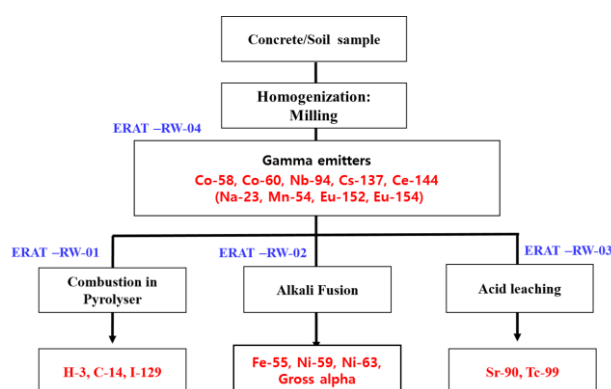 Concrete/Soil sample
Homogenization:
Milling
ERAT –RW-04
Gamma emitters
Co-58, Co-60, Nb-94, Cs-137, Ce-144
(Na-23, Mn-54, Eu-152, Eu-154)
ERAT –RW-01
ERAT –RW-02
ERAT –RW-03
Combustion in
Pyrolyser
Alkali Fusion
Acid leaching
H-3, C-14, I-129
Fe-55, Ni-59, Ni-63,
Gross alpha
Sr-90, Tc-99